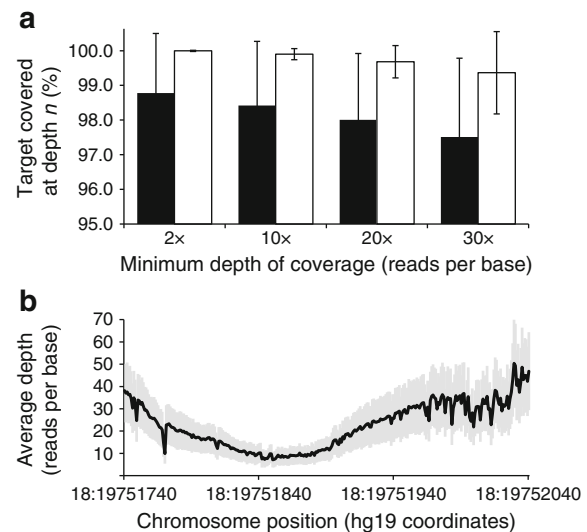 a
Target covered
at depth n (%)
100.0
99.0
98.0
97.0
96.0
95.0
2× 10× 20× 30×
Minimum depth of coverage (reads per base)
b
Average depth
(reads per base)
70
60
50
40
30
20
10
18:19751740 18:19751840 18:19751940 18:19752040
Chromosome position (hg19 coordinates)